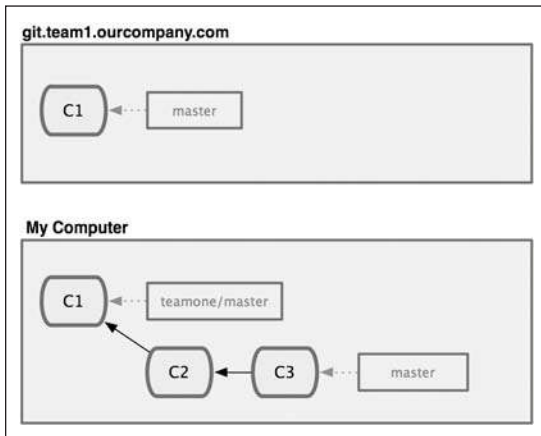 git.team1.ourcompany.com
C1
master
My Computer
C1
teamone/master
C2
C3
master